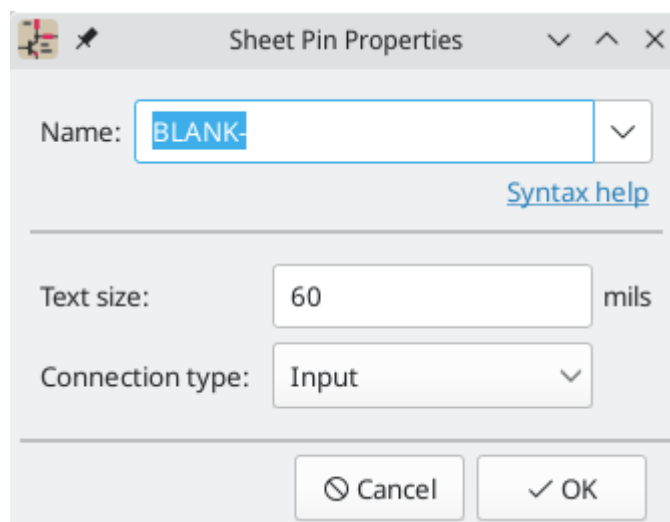 Sheet Pin Properties
Name: BLANK-
Syntax help
Text size: 60 mils
Connection type: Input
Cancel OK